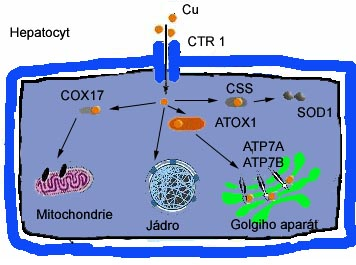 Cu
Hepatocyt
CTR 1
COX17
CSS
SOD1
ATOX1
ATP7A
ATP7B
Mitochondrie
Jádro
Golgiho aparát